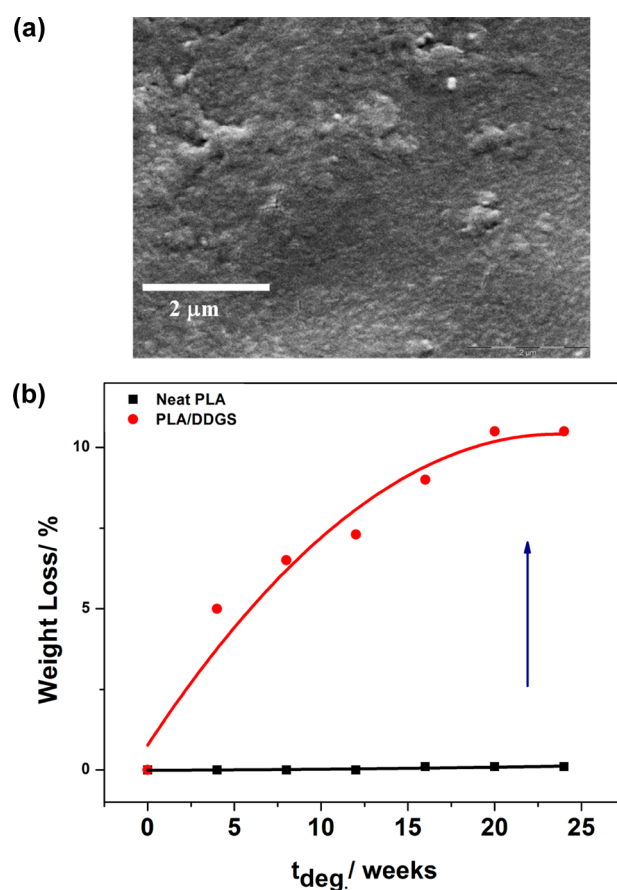 (a)
2 μm
2 μm
(b)
Neat PLA
PLA/DDGS
10
5
0
Weight Loss/ %
0 5 10 15 20 25
t_deg./ weeks